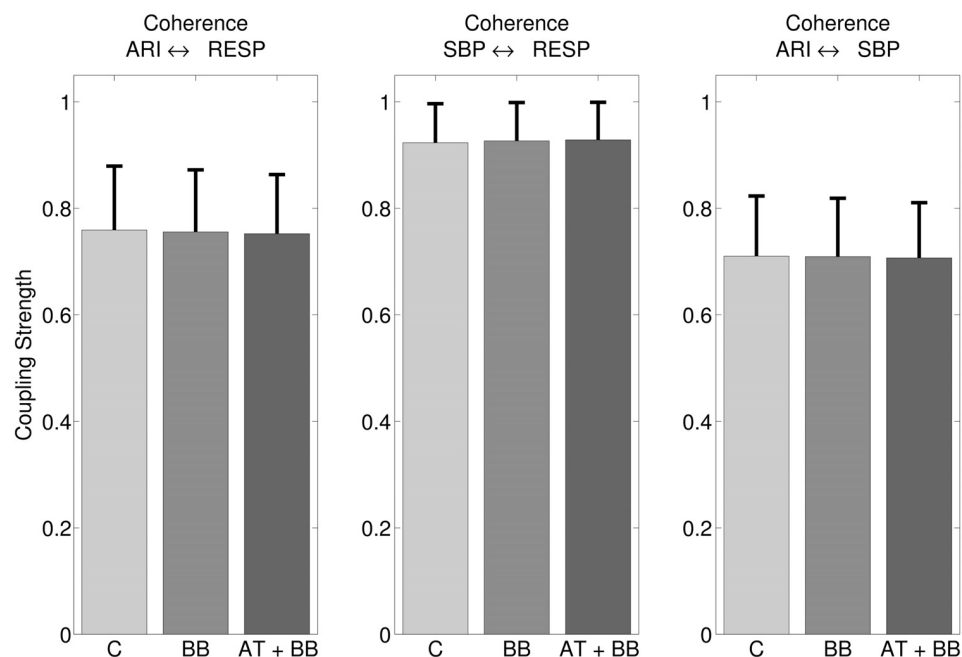 Coherence
ARI ↔ RESP
Coupling Strength
1
0.8
0.6
0.4
0.2
0
C BB AT + BB
Coherence
SBP ↔ RESP
1
0.8
0.6
0.4
0.2
0
C BB AT + BB
Coherence
ARI ↔ SBP
1
0.8
0.6
0.4
0.2
0
C BB AT + BB